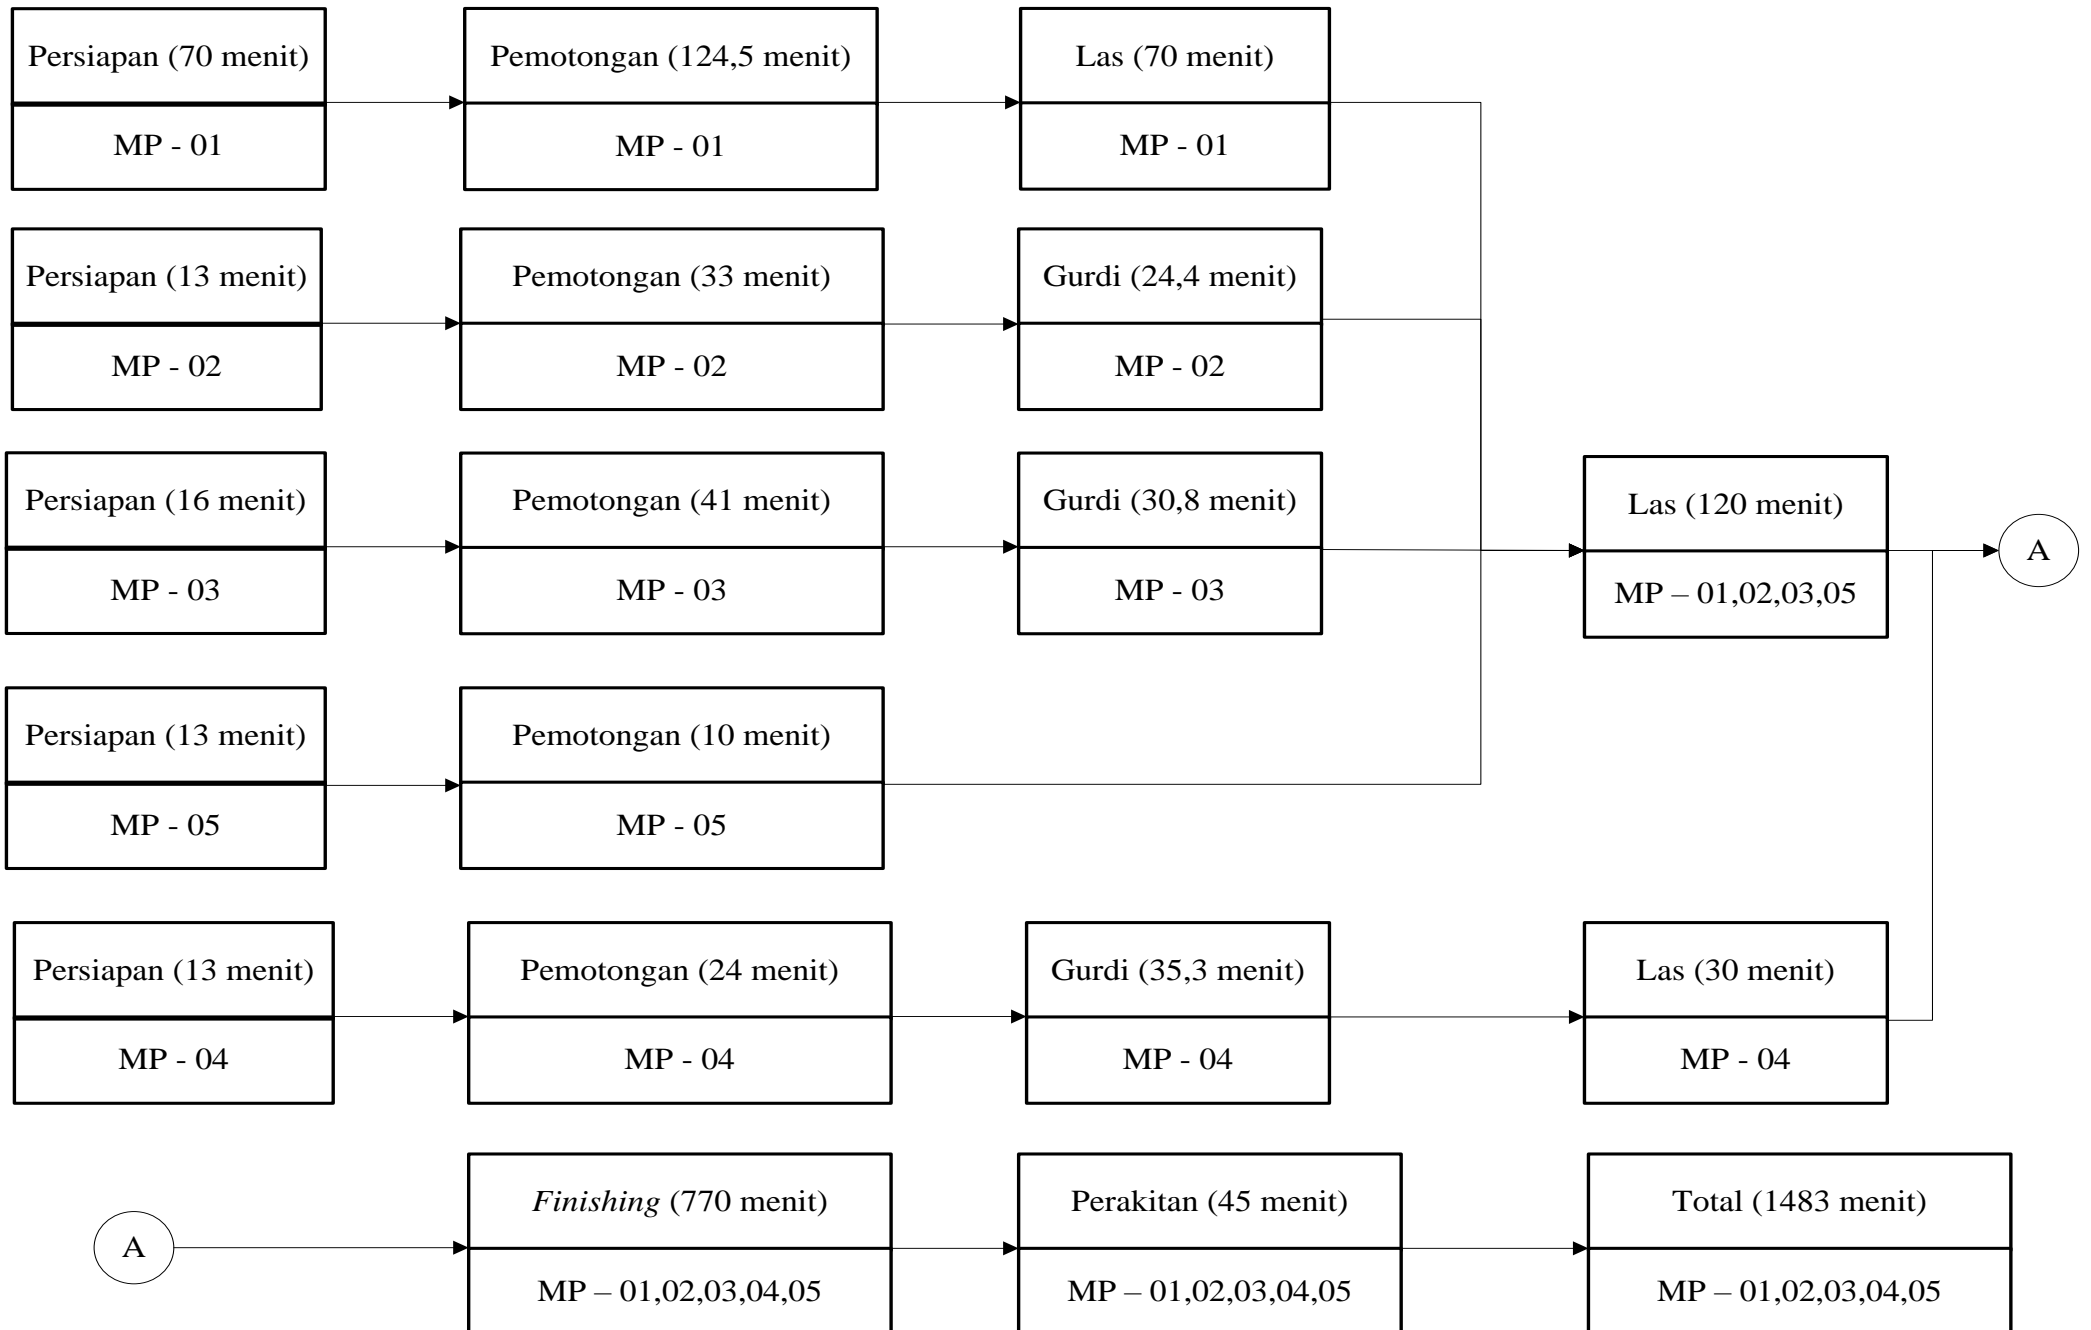 Persiapan (70 menit)
MP - 01
Pemotongan (124,5 menit)
MP - 01
Las (70 menit)
MP - 01
Persiapan (13 menit)
MP - 02
Pemotongan (33 menit)
MP - 02
Gurdi (24,4 menit)
MP - 02
Persiapan (16 menit)
MP - 03
Pemotongan (41 menit)
MP - 03
Gurdi (30,8 menit)
MP - 03
Las (120 menit)
MP – 01,02,03,05
A
Persiapan (13 menit)
MP - 05
Pemotongan (10 menit)
MP - 05
Persiapan (13 menit)
MP - 04
Pemotongan (24 menit)
MP - 04
Gurdi (35,3 menit)
MP - 04
Las (30 menit)
MP - 04
A
Finishing (770 menit)
MP – 01,02,03,04,05
Perakitan (45 menit)
MP – 01,02,03,04,05
Total (1483 menit)
MP – 01,02,03,04,05